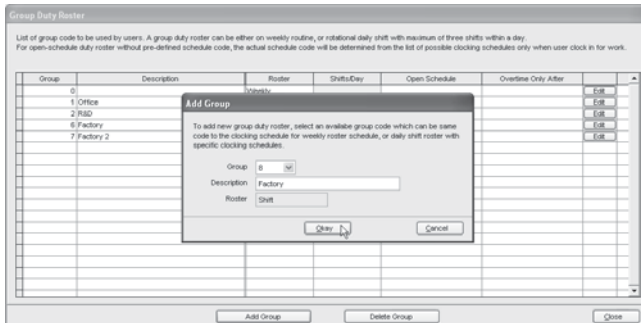 Group Duty Roster
List of group code to be used by users. A group duty roster can be either on weekly routine, or rotational daily shift with maximum of three shifts within a day.
For open-schedule duty roster without pre-defined schedule code, the actual schedule code will be determined from the list of possible clocking schedules only when user clock in for work.
Group Description Roster Shifts/Day Open Schedule Overtime Only After
0 Weekly Edit
1 Office Edit
2 R&D Edit
6 Factory Edit
7 Factory 2 Edit
Add Group
To add new group duty roster, select an availabe group code which can be same
code to the clocking schedule for weekly roster schedule, or daily shift roster with
specific clocking schedules.
Group 8
Description Factory
Roster Shift
Okay Cancel
Add Group Delete Group Close